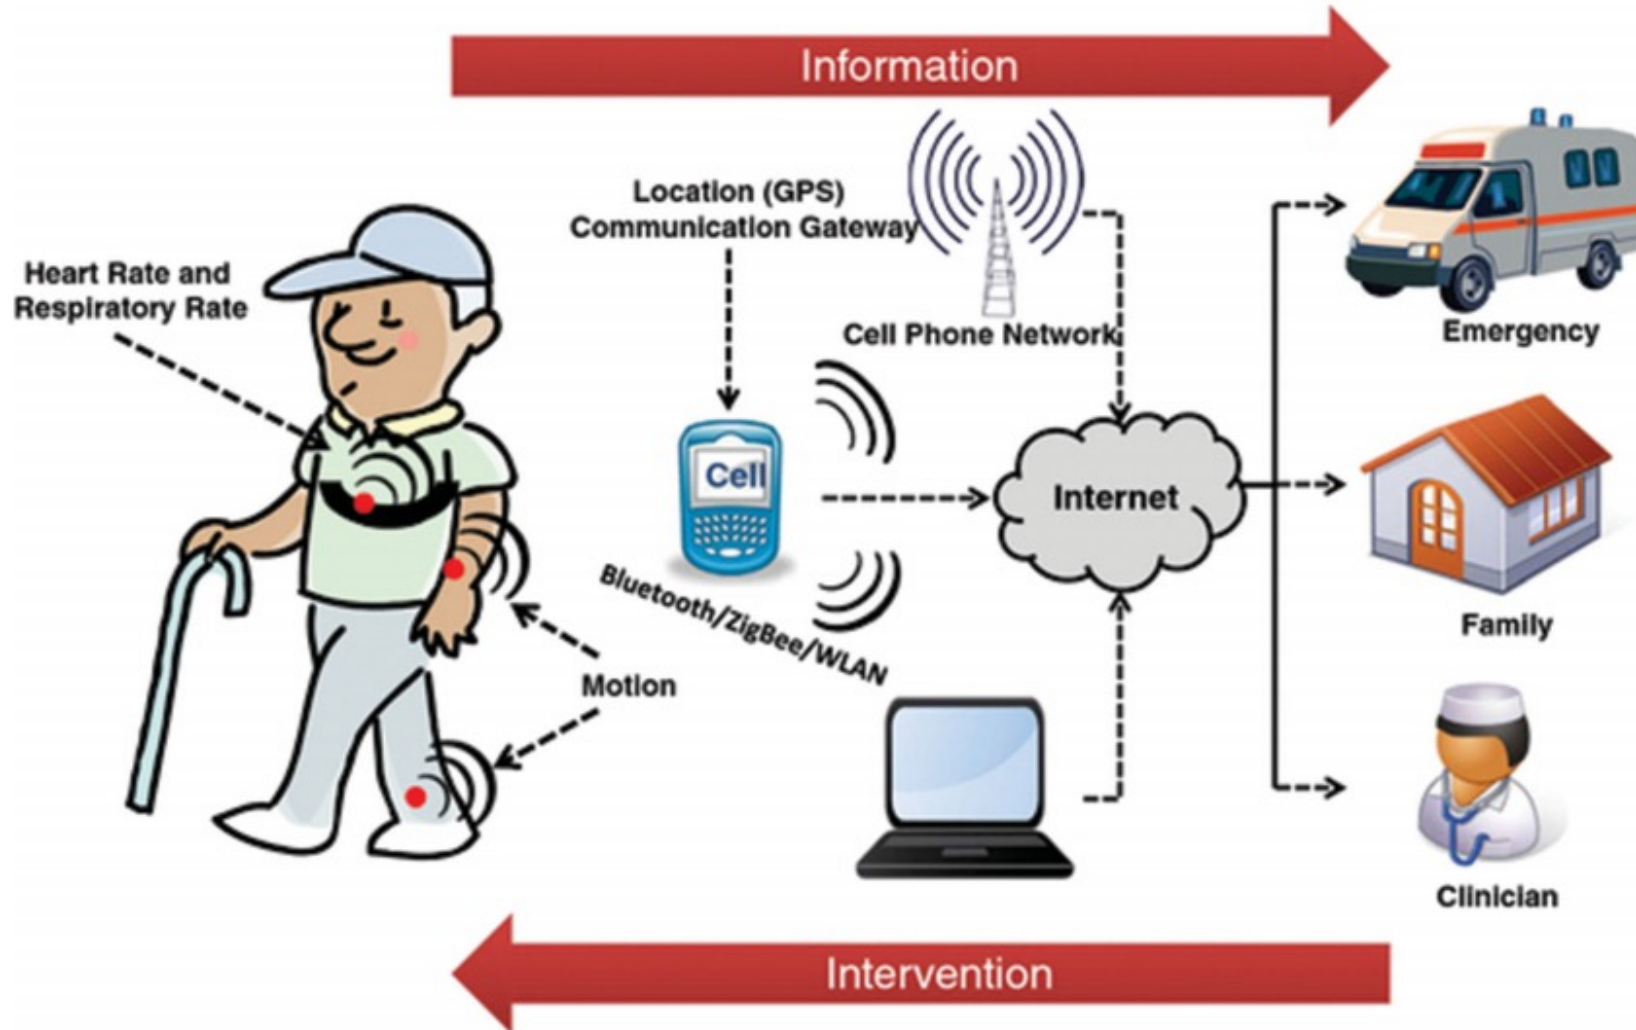 Information
Location (GPS)
Communication Gateway
Heart Rate and
Respiratory Rate
Cell Phone Network
Emergency
Cell
Internet
Bluetooth/ZigBee/WLAN
Family
Motion
Clinician
Intervention